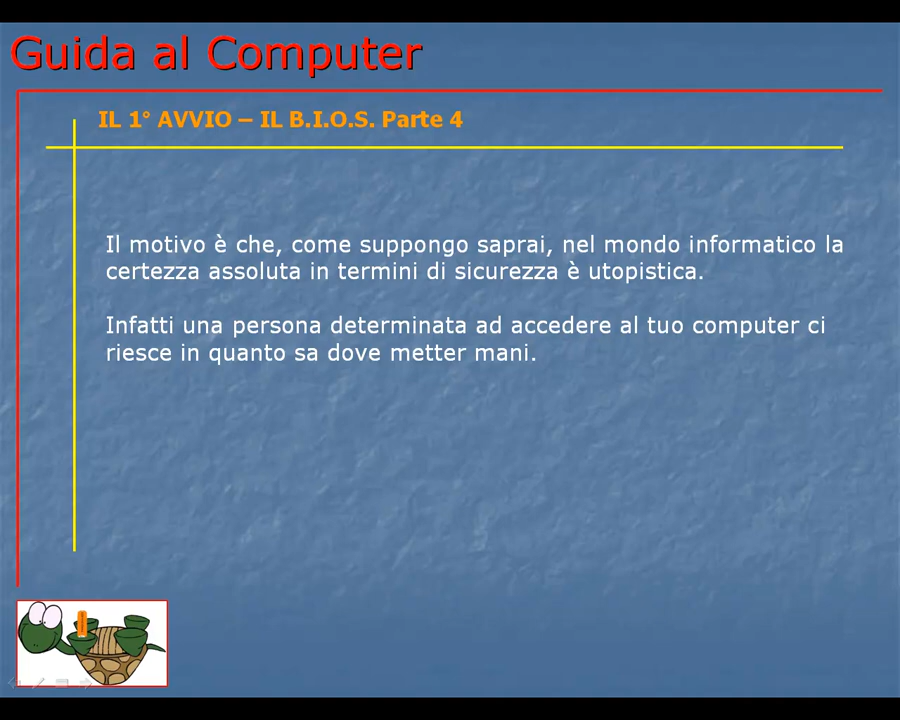 Guida al Computer
IL 1° AVVIO – IL B.I.O.S. Parte 4
Il motivo è che, come suppongo saprai, nel mondo informatico la
certezza assoluta in termini di sicurezza è utopistica.
Infatti una persona determinata ad accedere al tuo computer ci
riesce in quanto sa dove metter mani.